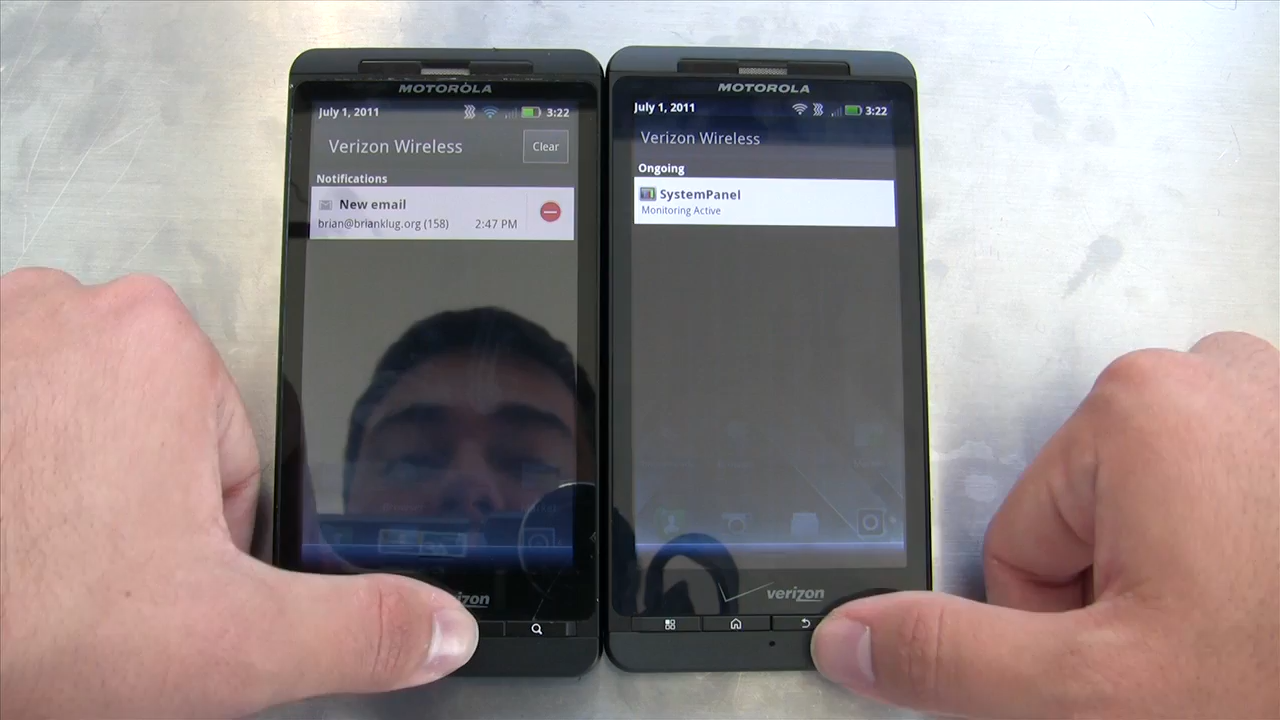 MOTOROLA
July 1, 2011
3:22
Verizon Wireless
Clear
Notifications
New email
brian@brianklug.org (158)
2:47 PM
MOTOROLA
July 1, 2011
3:22
Verizon Wireless
Ongoing
SystemPanel
Monitoring Active
verizon